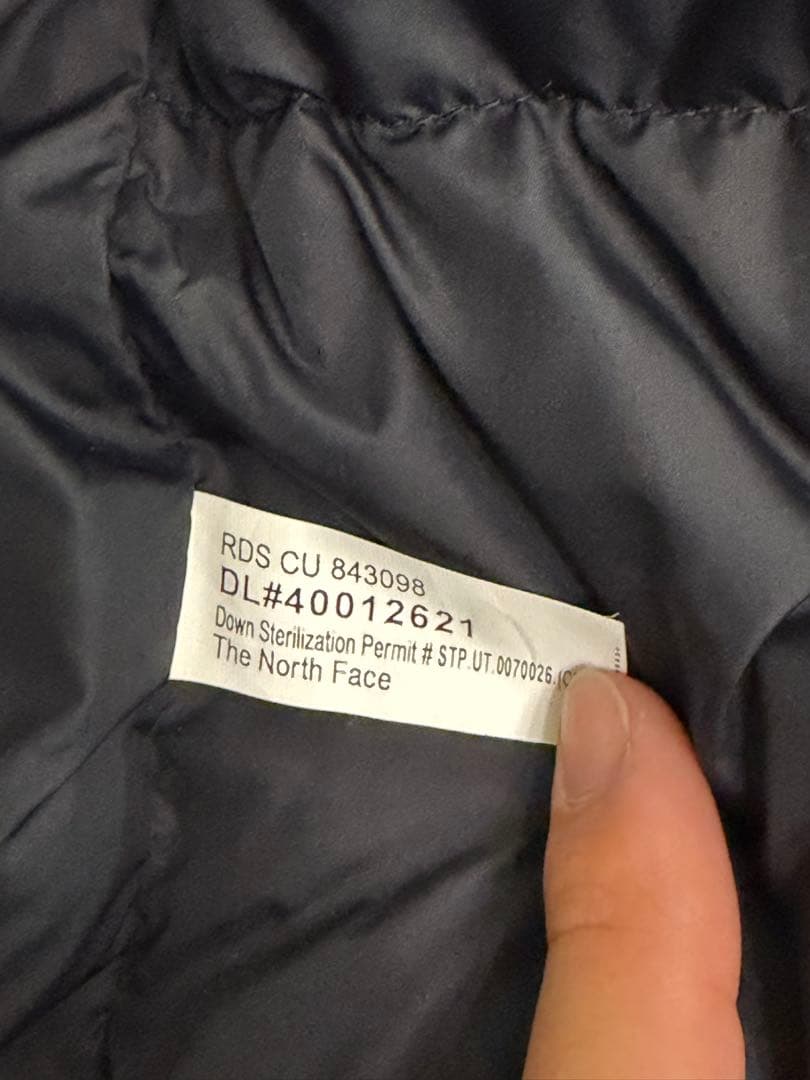 RDS CU 843098
DL#40012621
Down Sterilization Permit # STP.UT.0070026.
The North Face